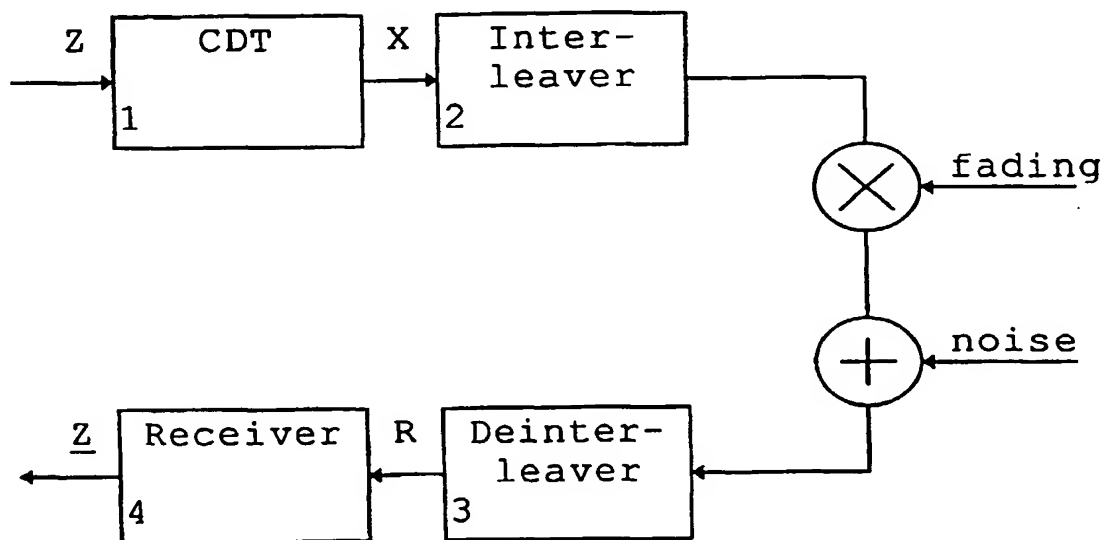 Z
CDT
1
X
Inter-
leaver
2
fading
noise
Z
Receiver
4
R
Deinter-
leaver
3